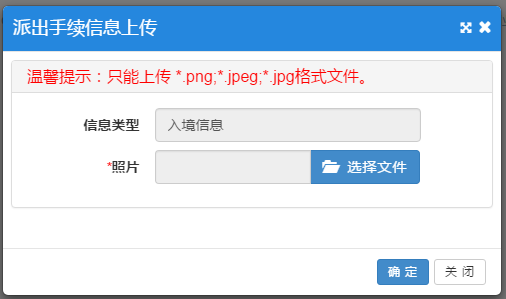 派出手续信息上传
温馨提示：只能上传 *.png;*.jpeg;*.jpg格式文件。
信息类型 入境信息
*照片 选择文件
确 定 关 闭